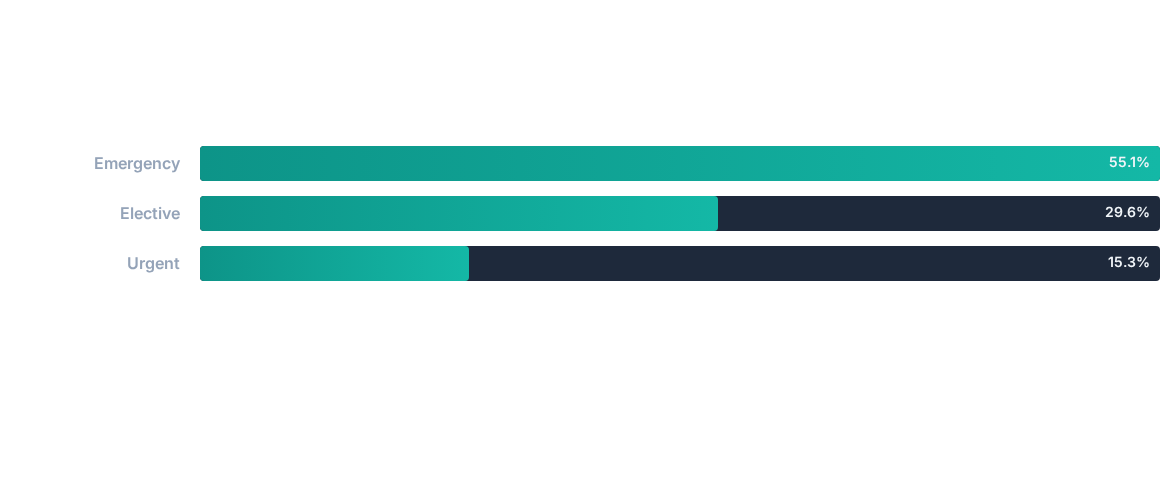 Emergency 55.1%
Elective 29.6%
Urgent 15.3%